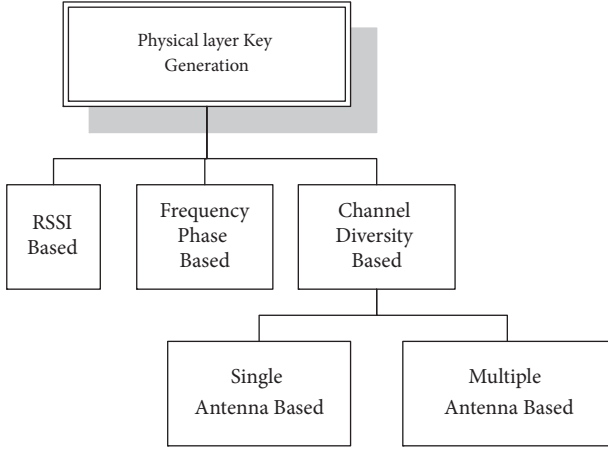 Physical layer Key
Generation
RSSI
Based
Frequency
Phase
Based
Channel
Diversity
Based
Single
Antenna Based
Multiple
Antenna Based